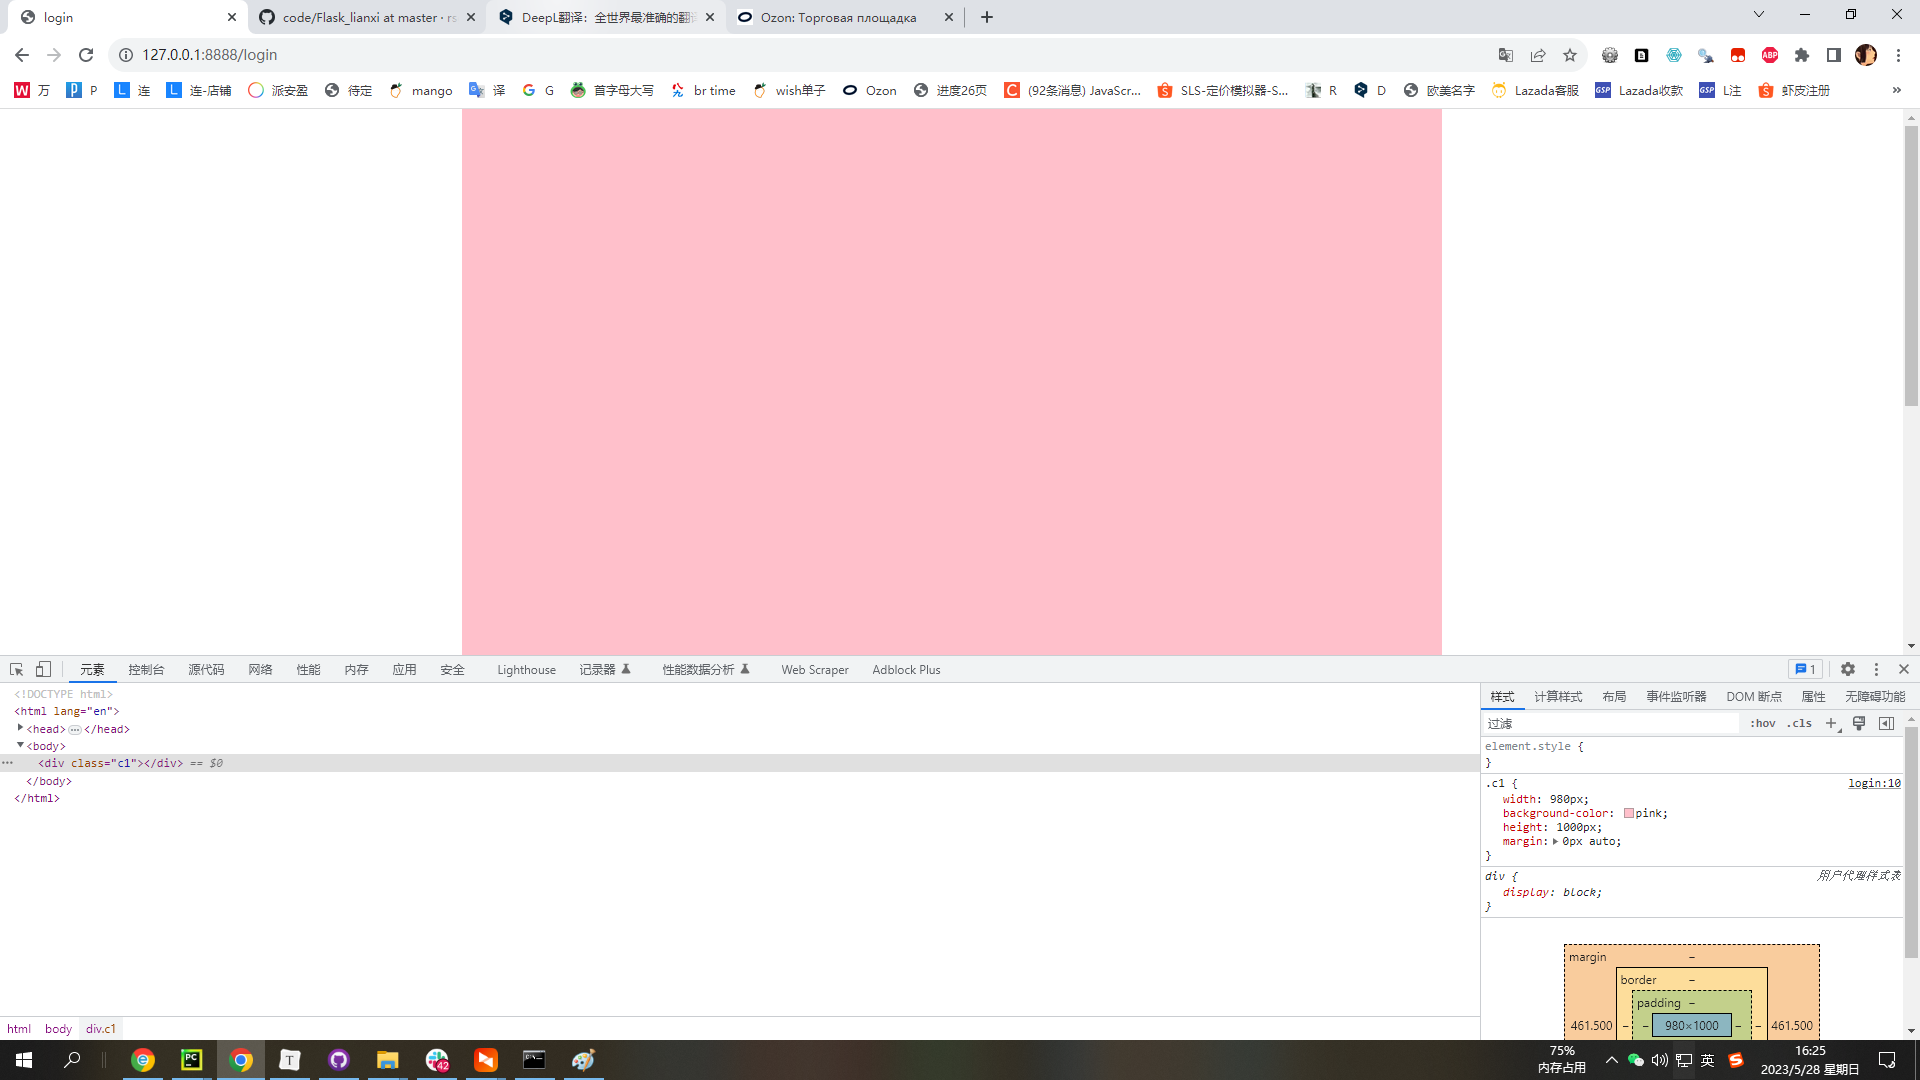 login
code/Flask_lianxi at master · rs
DeepL翻译：全世界最准确的翻译
Ozon: Торговая площадка
127.0.0.1:8888/login
万
P
连
连-店铺
派安盈
待定
mango
译
G
首字母大写
br time
wish单子
Ozon
进度26页
(92条消息) JavaScr...
SLS-定价模拟器-S...
R
D
欧美名字
Lazada客服
Lazada收款
L注
虾皮注册
»
元素
控制台
源代码
网络
性能
内存
应用
安全
Lighthouse
记录器
性能数据分析
Web Scraper
Adblock Plus
1
<!DOCTYPE html>
<html lang="en">
<head>…</head>
<body>
<div class="c1"></div> == $0
</body>
</html>
html body div.c1
样式
计算样式
布局
事件监听器
DOM 断点
属性
无障碍功能
过滤
:hov .cls
element.style {
}
.c1 {
login:10
width: 980px;
background-color: pink;
height: 1000px;
margin: 0px auto;
}
div {
用户代理样式表
display: block;
}
margin –
border –
padding –
461.500 – – 980×1000 – – 461.500
PC
T
42
75%
内存占用
英
16:25
2023/5/28 星期日